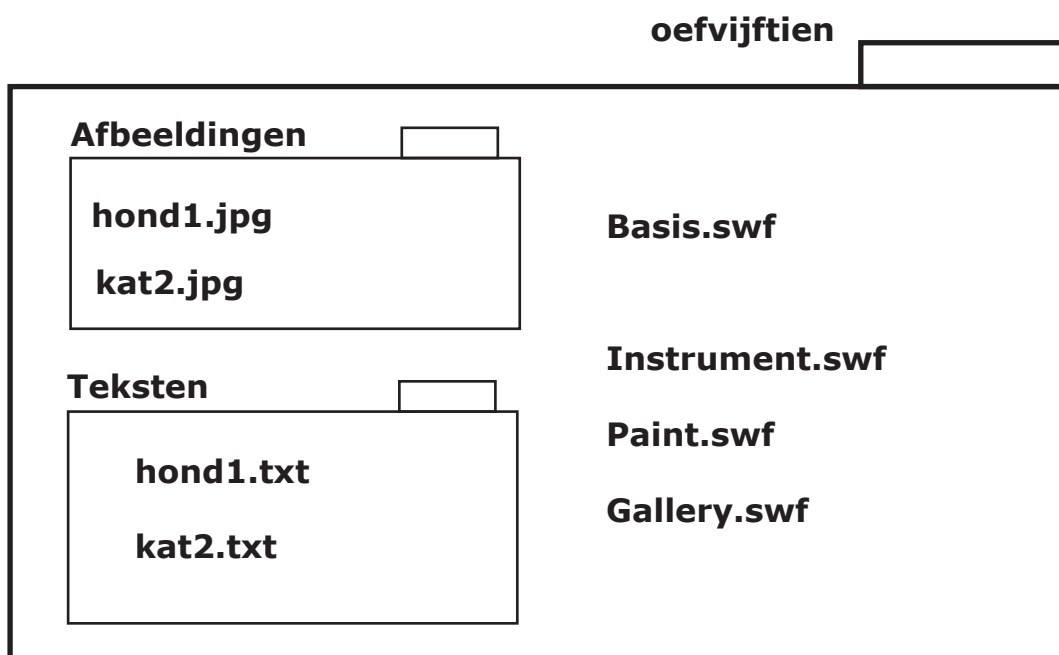 oefvijftien
Afbeeldingen
hond1.jpg
kat2.jpg
Teksten
hond1.txt
kat2.txt
Basis.swf
Instrument.swf
Paint.swf
Gallery.swf